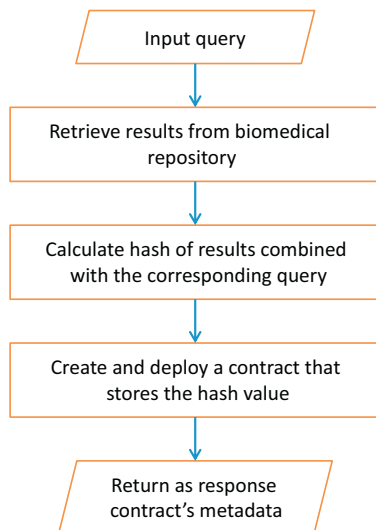 Input query
Retrieve results from biomedical
repository
Calculate hash of results combined
with the corresponding query
Create and deploy a contract that
stores the hash value
Return as response
contract's metadata